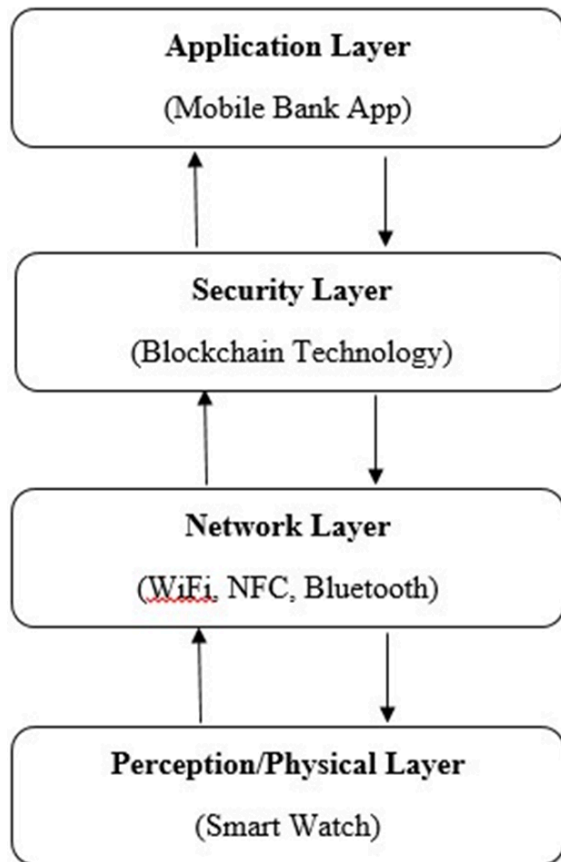 Application Layer
(Mobile Bank App)
Security Layer
(Blockchain Technology)
Network Layer
(WiFi, NFC, Bluetooth)
Perception/Physical Layer
(Smart Watch)